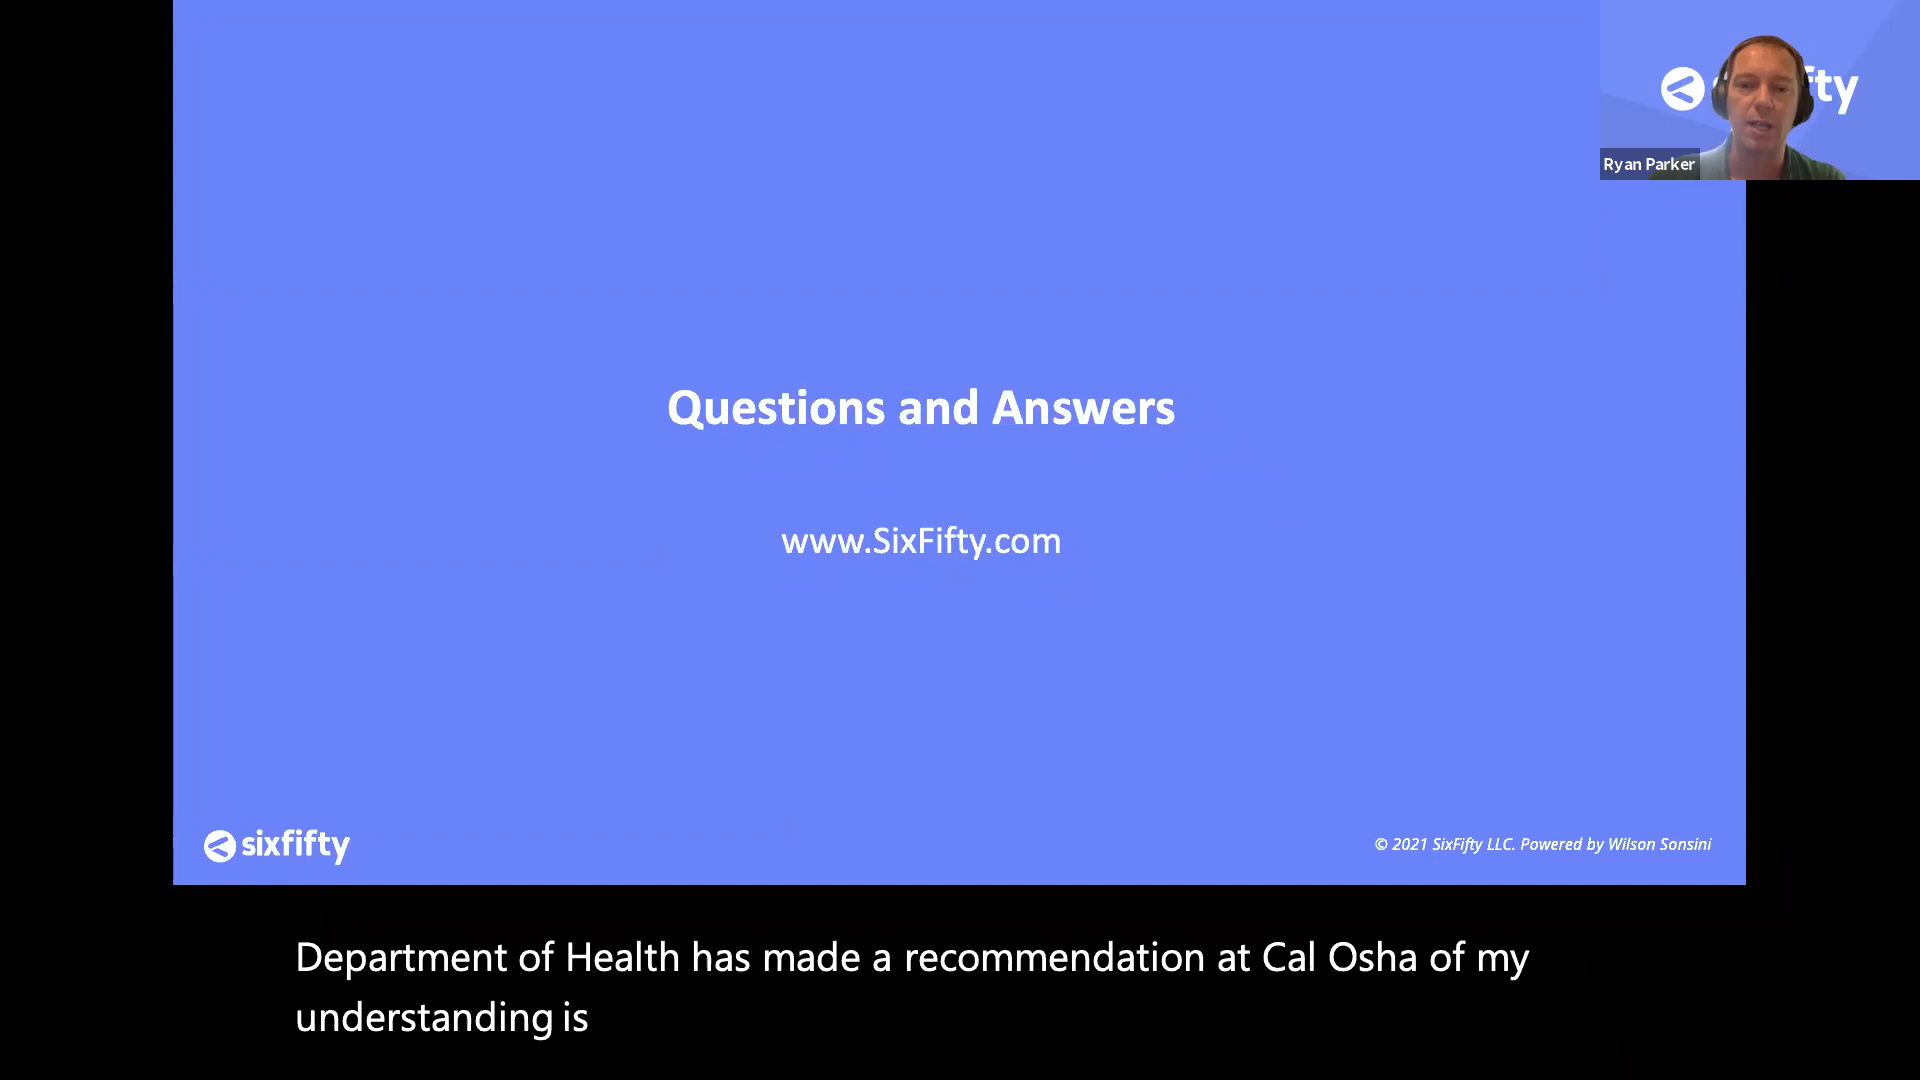 fty
Ryan Parker
Questions and Answers
www.SixFifty.com
sixfifty
© 2021 SixFifty LLC. Powered by Wilson Sonsini
Department of Health has made a recommendation at Cal Osha of my
understanding is